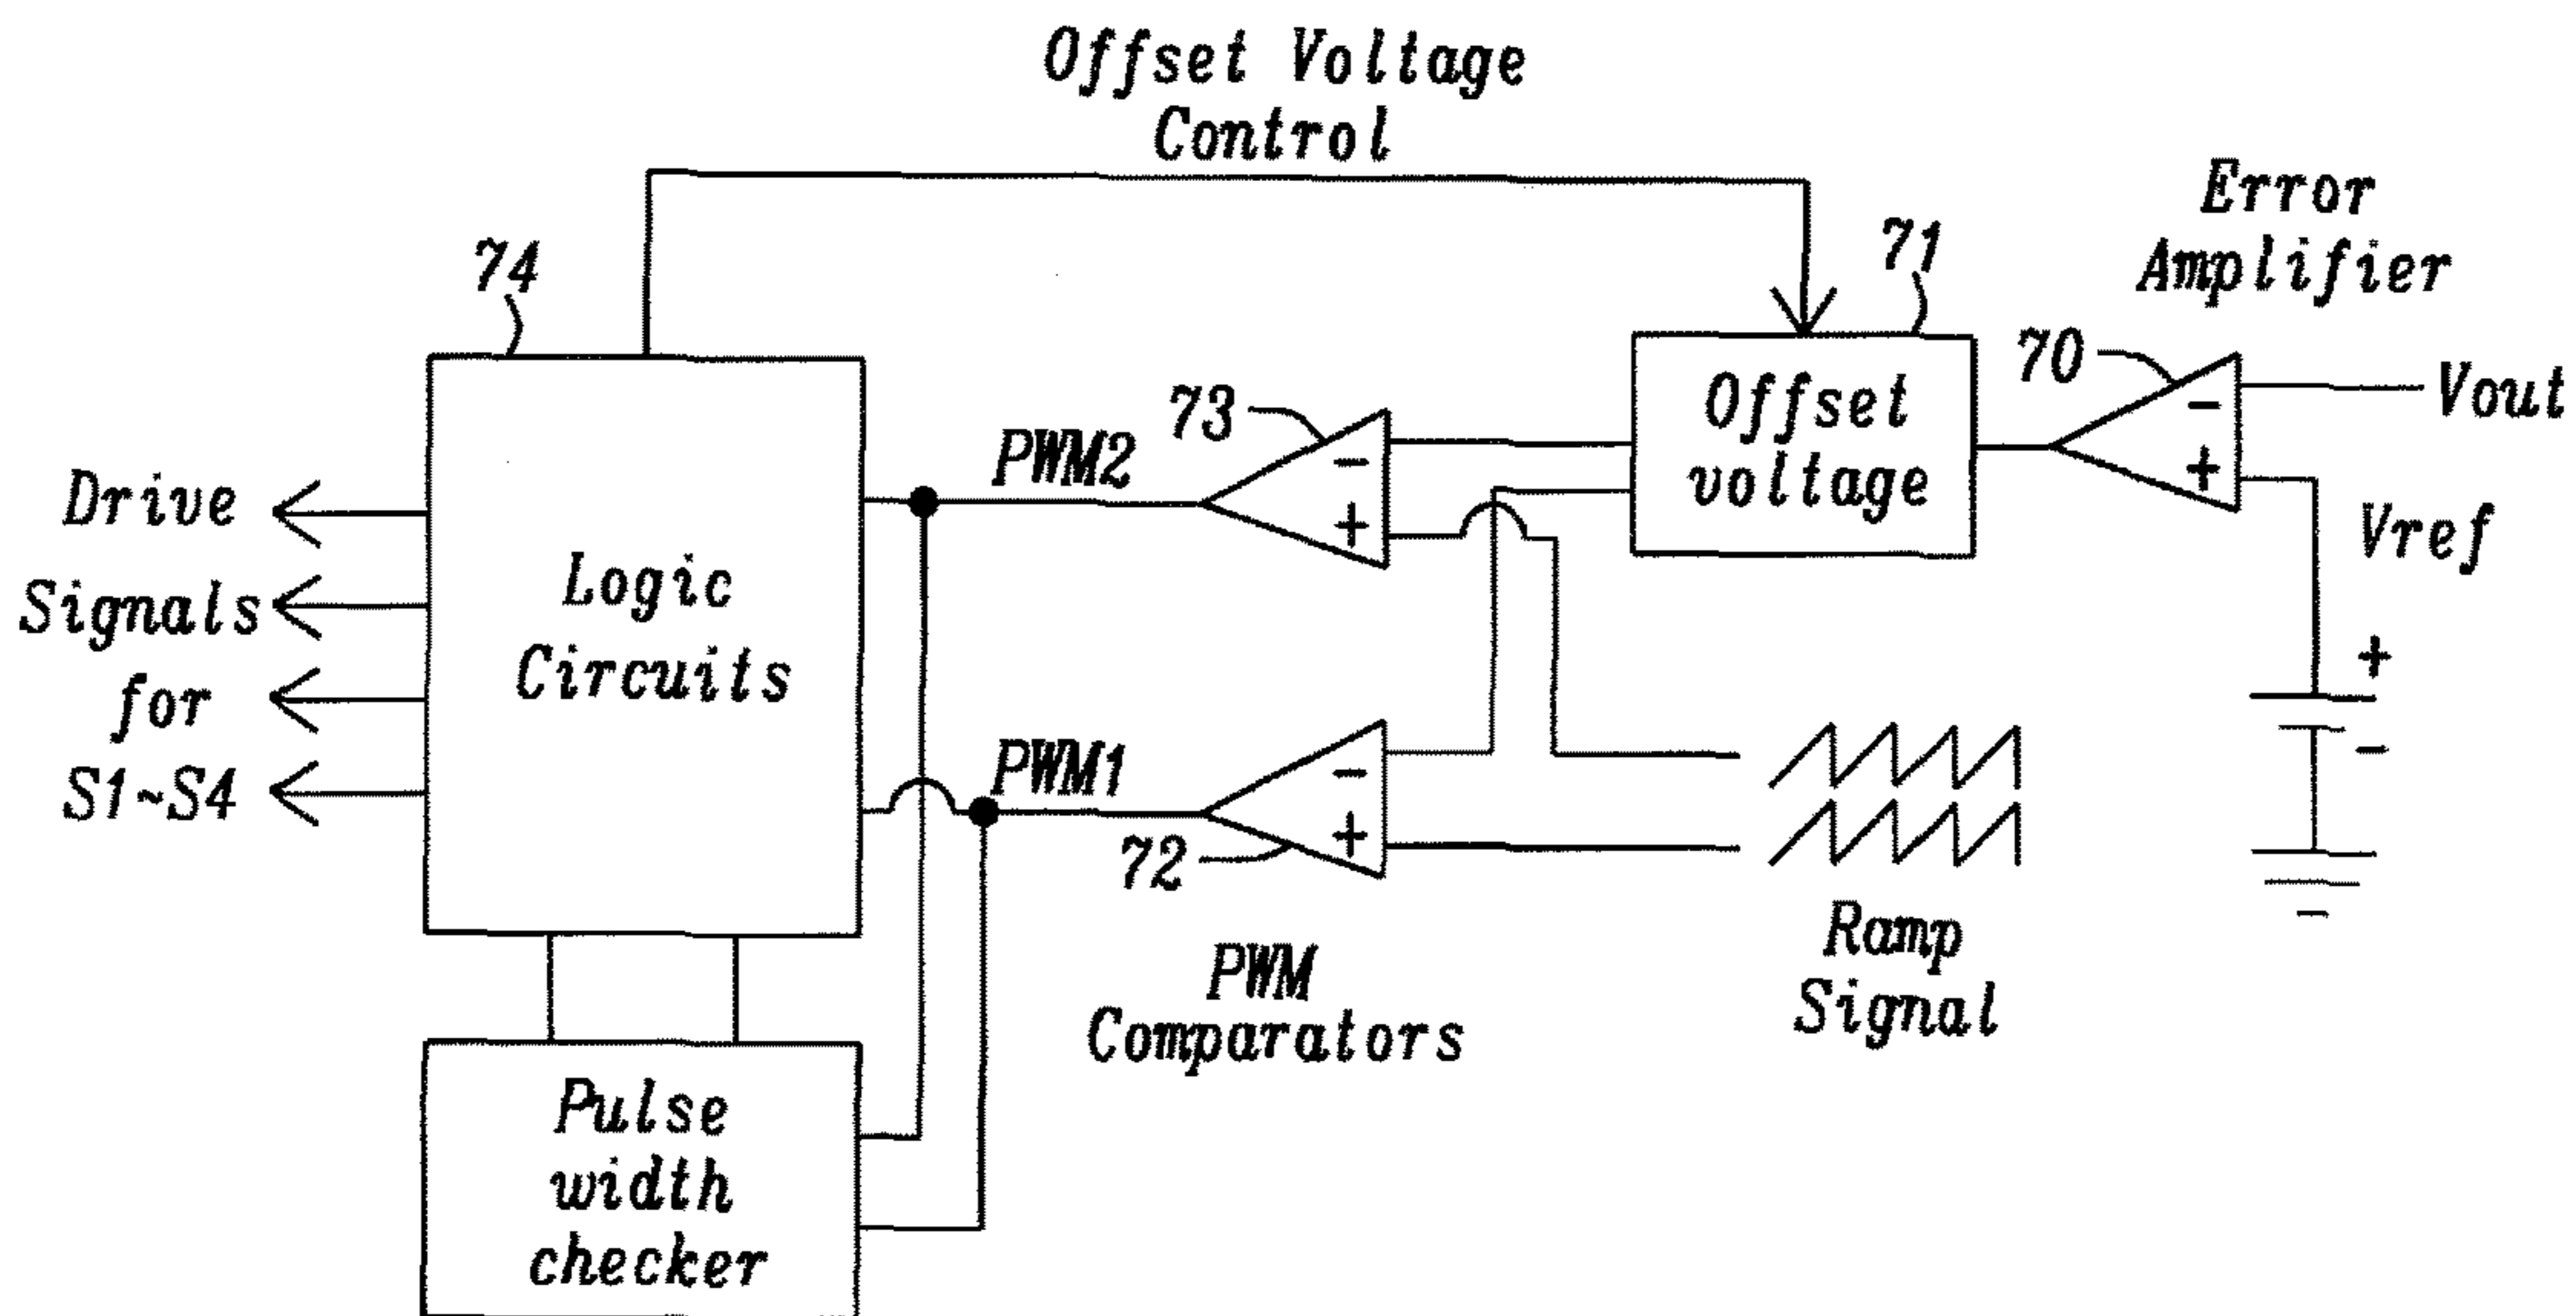 Offset Voltage
Control
Error
Amplifier
74
71
70
Vout
73
Offset
voltage
PWM2
Vref
Drive
Signals
for
S1~S4
Logic
Circuits
PWM1
72
PWM
Comparators
Ramp
Signal
Pulse
width
checker
- + - + - + + -